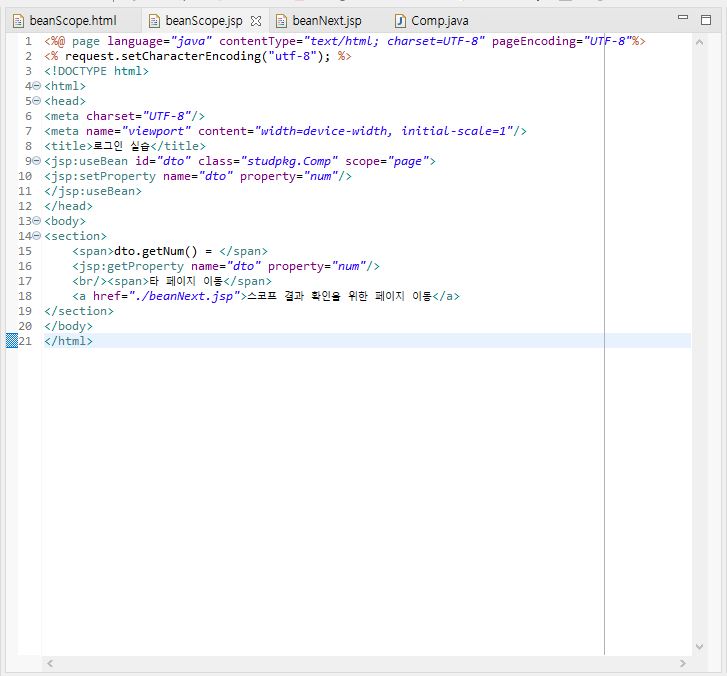 beanScope.html beanScope.jsp beanNext.jsp Comp.java
1 <%@ page language="java" contentType="text/html; charset=UTF-8" pageEncoding="UTF-8"%>
2 <% request.setCharacterEncoding("utf-8"); %>
3 <!DOCTYPE html>
4 <html>
5 <head>
6 <meta charset="UTF-8"/>
7 <meta name="viewport" content="width=device-width, initial-scale=1"/>
8 <title>로그인 실습</title>
9 <jsp:useBean id="dto" class="studpkg.Comp" scope="page">
10 <jsp:setProperty name="dto" property="num"/>
11 </jsp:useBean>
12 </head>
13 <body>
14 <section>
15 <span>dto.getNum() = </span>
16 <jsp:getProperty name="dto" property="num"/>
17 <br/><span>타 페이지 이동</span>
18 <a href="./beanNext.jsp">스코프 결과 확인을 위한 페이지 이동</a>
19 </section>
20 </body>
21 </html>